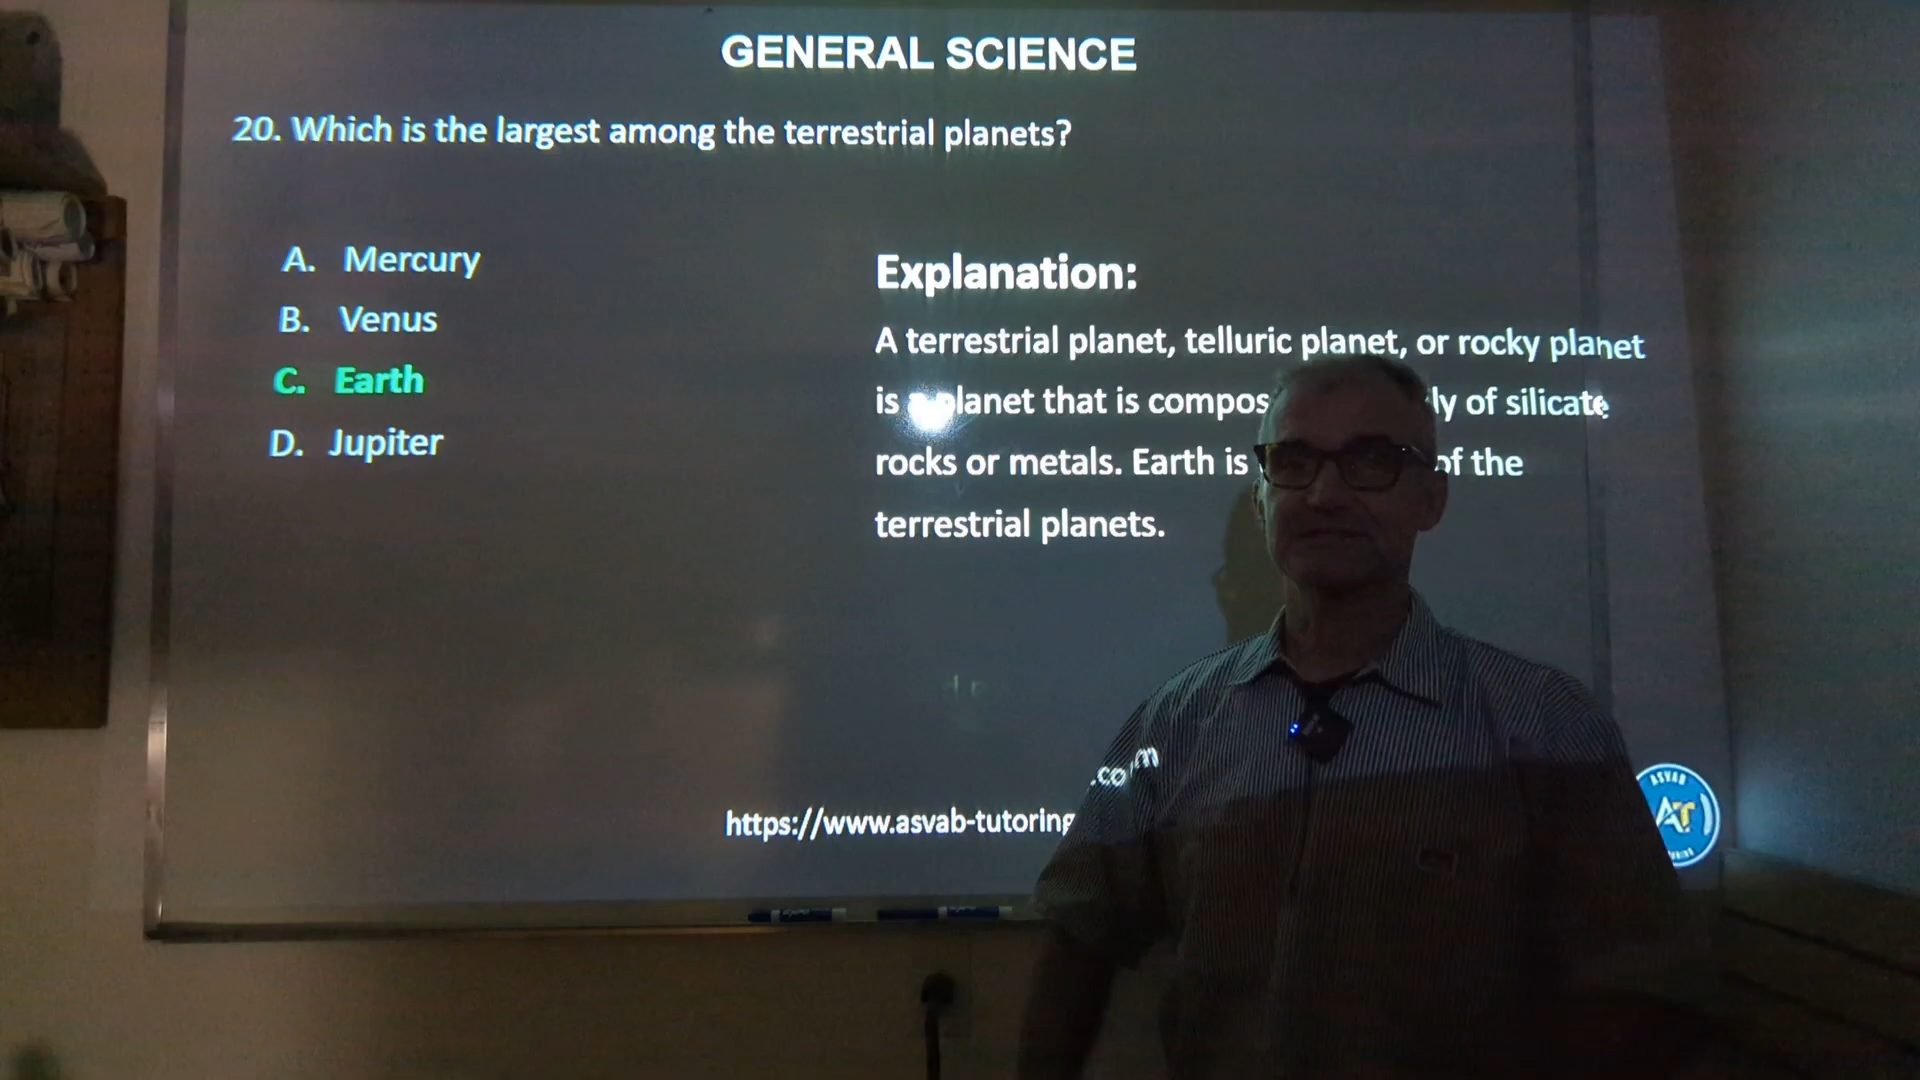 GENERAL SCIENCE
20. Which is the largest among the terrestrial planets?
A. Mercury
B. Venus
C. Earth
D. Jupiter
Explanation:
A terrestrial planet, telluric planet, or rocky planet
is planet that is compos ly of silicate
rocks or metals. Earth is of the
terrestrial planets.
https://www.asvab-tutoring
.com
ASVAB
AT